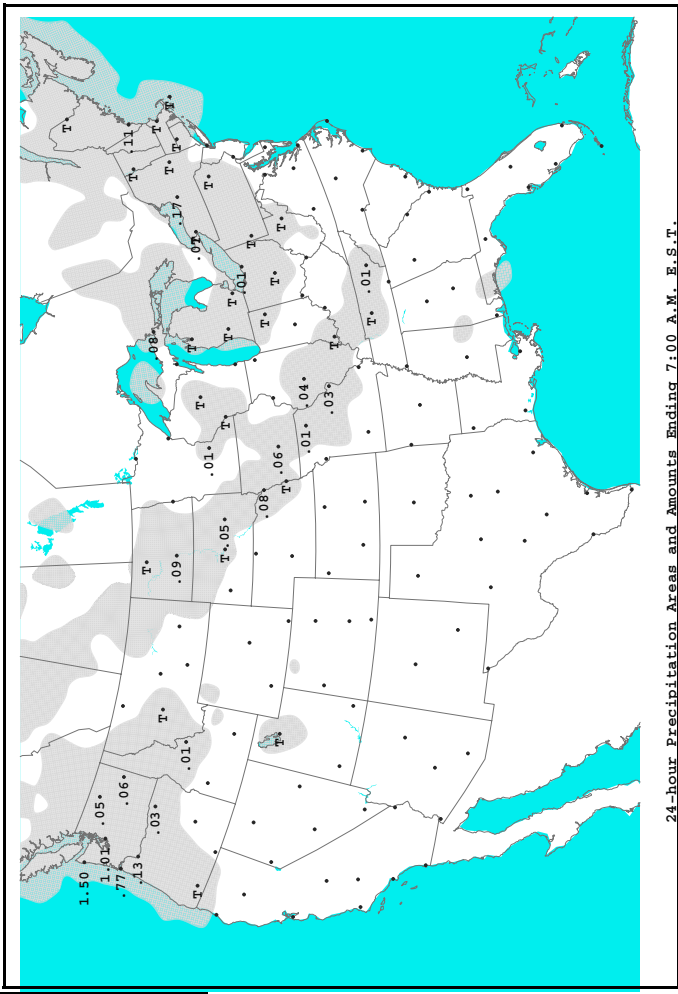 T
1.50
.05
1.01
.77
.06
.11
T
.13
T
.03
.08
T
T
T
T
.09
.17
T
.01
T
T
T
.01
T
T
.05
T
T
T
.01
T
.08
T
T
T
.06
T
T
.01
.04
.03
T
.01
T
24-hour Precipitation Areas and Amounts Ending 7:00 A.M. E.S.T.